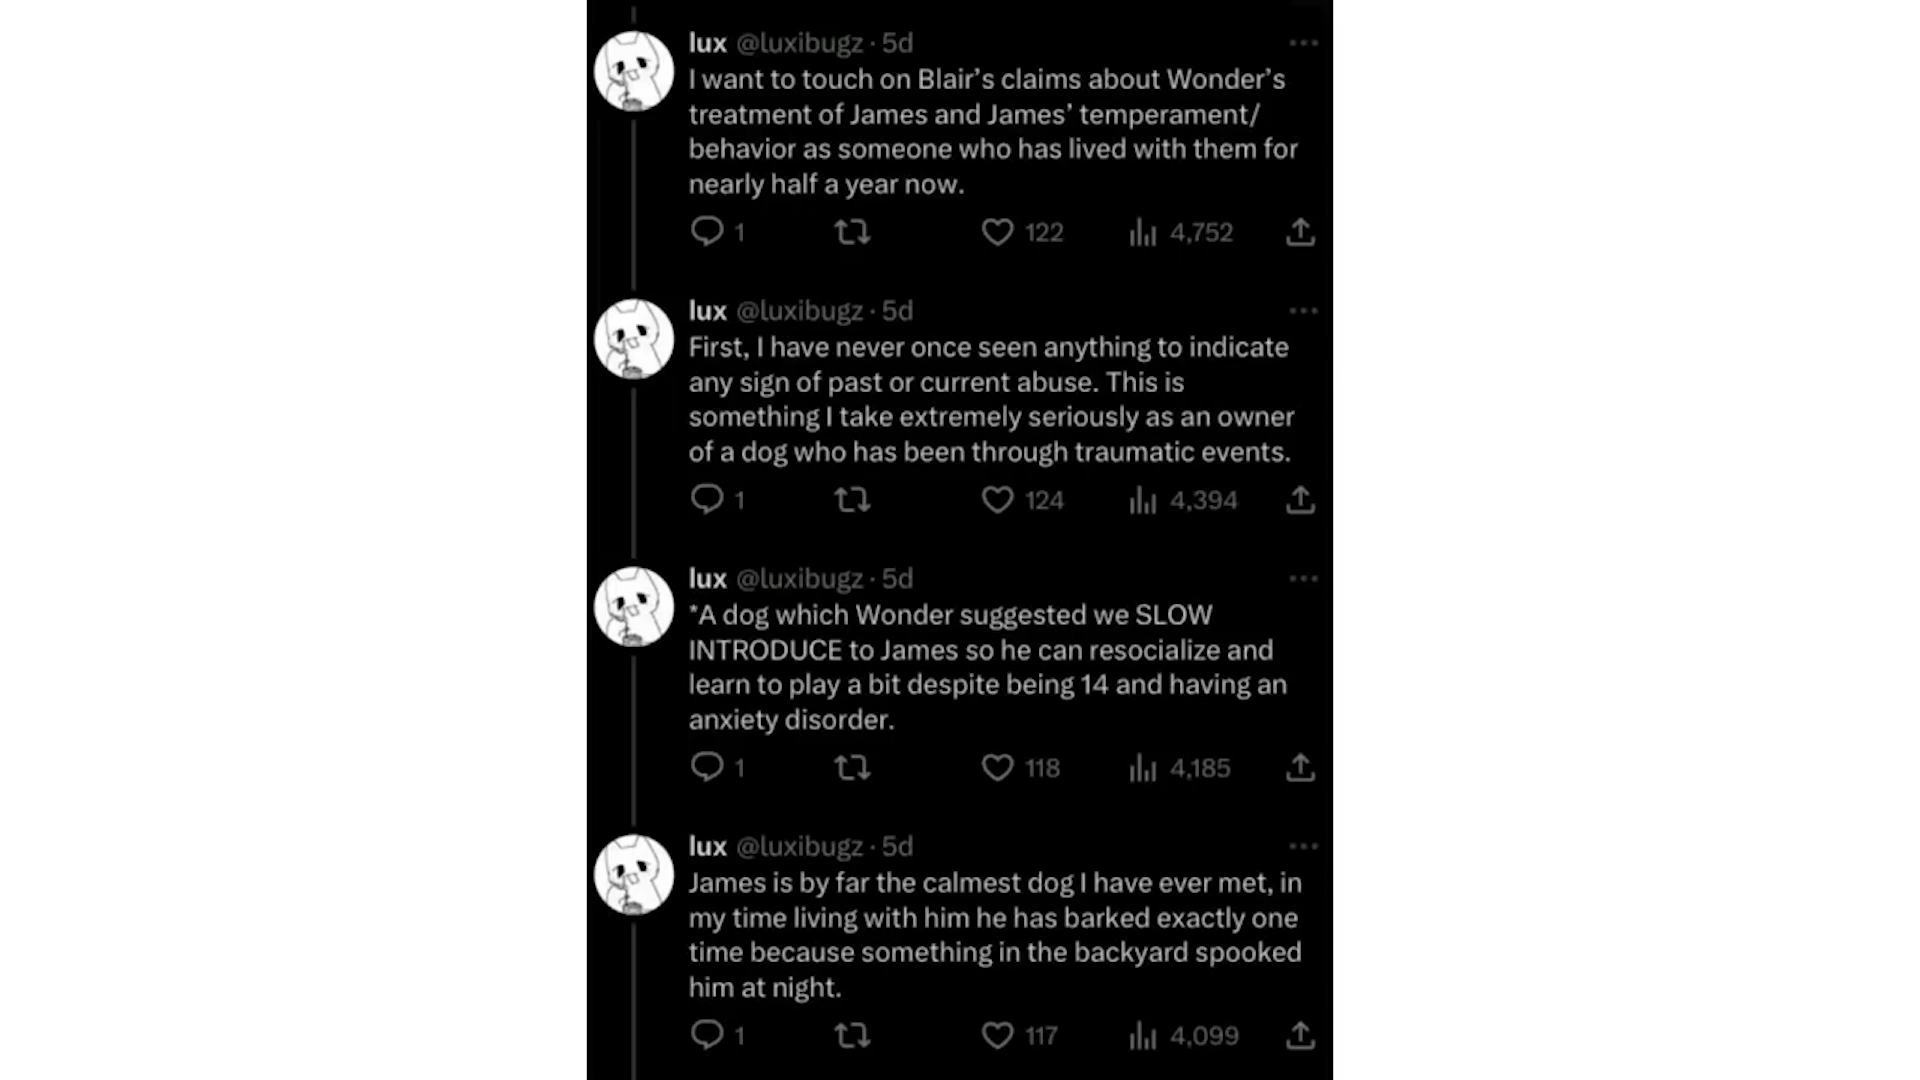 lux @luxibugz · 5d
I want to touch on Blair’s claims about Wonder’s
treatment of James and James’ temperament/
behavior as someone who has lived with them for
nearly half a year now.
1 122 4,752
lux @luxibugz · 5d
First, I have never once seen anything to indicate
any sign of past or current abuse. This is
something I take extremely seriously as an owner
of a dog who has been through traumatic events.
1 124 4,394
lux @luxibugz · 5d
*A dog which Wonder suggested we SLOW
INTRODUCE to James so he can resocialize and
learn to play a bit despite being 14 and having an
anxiety disorder.
1 118 4,185
lux @luxibugz · 5d
James is by far the calmest dog I have ever met, in
my time living with him he has barked exactly one
time because something in the backyard spooked
him at night.
1 117 4,099